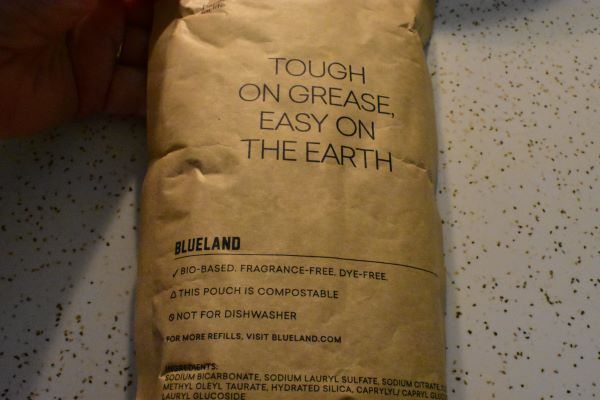 TOUGH
ON GREASE,
EASY ON
THE EARTH
BLUELAND
BIO-BASED, FRAGRANCE-FREE, DYE-FREE,
THIS POUCH IS COMPOSTABLE
NOT FOR DISHWASHER
FOR MORE REFILLS, VISIT BLUELAND.COM
INGREDIENTS:
SODIUM BICARBONATE, SODIUM LAURYL SULFATE, SODIUM CITRATE,
METHYL OLEYL TAURATE, HYDRATED SILICA, CAPRYLYL/ CAPRYL
LAURYL GLUCOSIDE